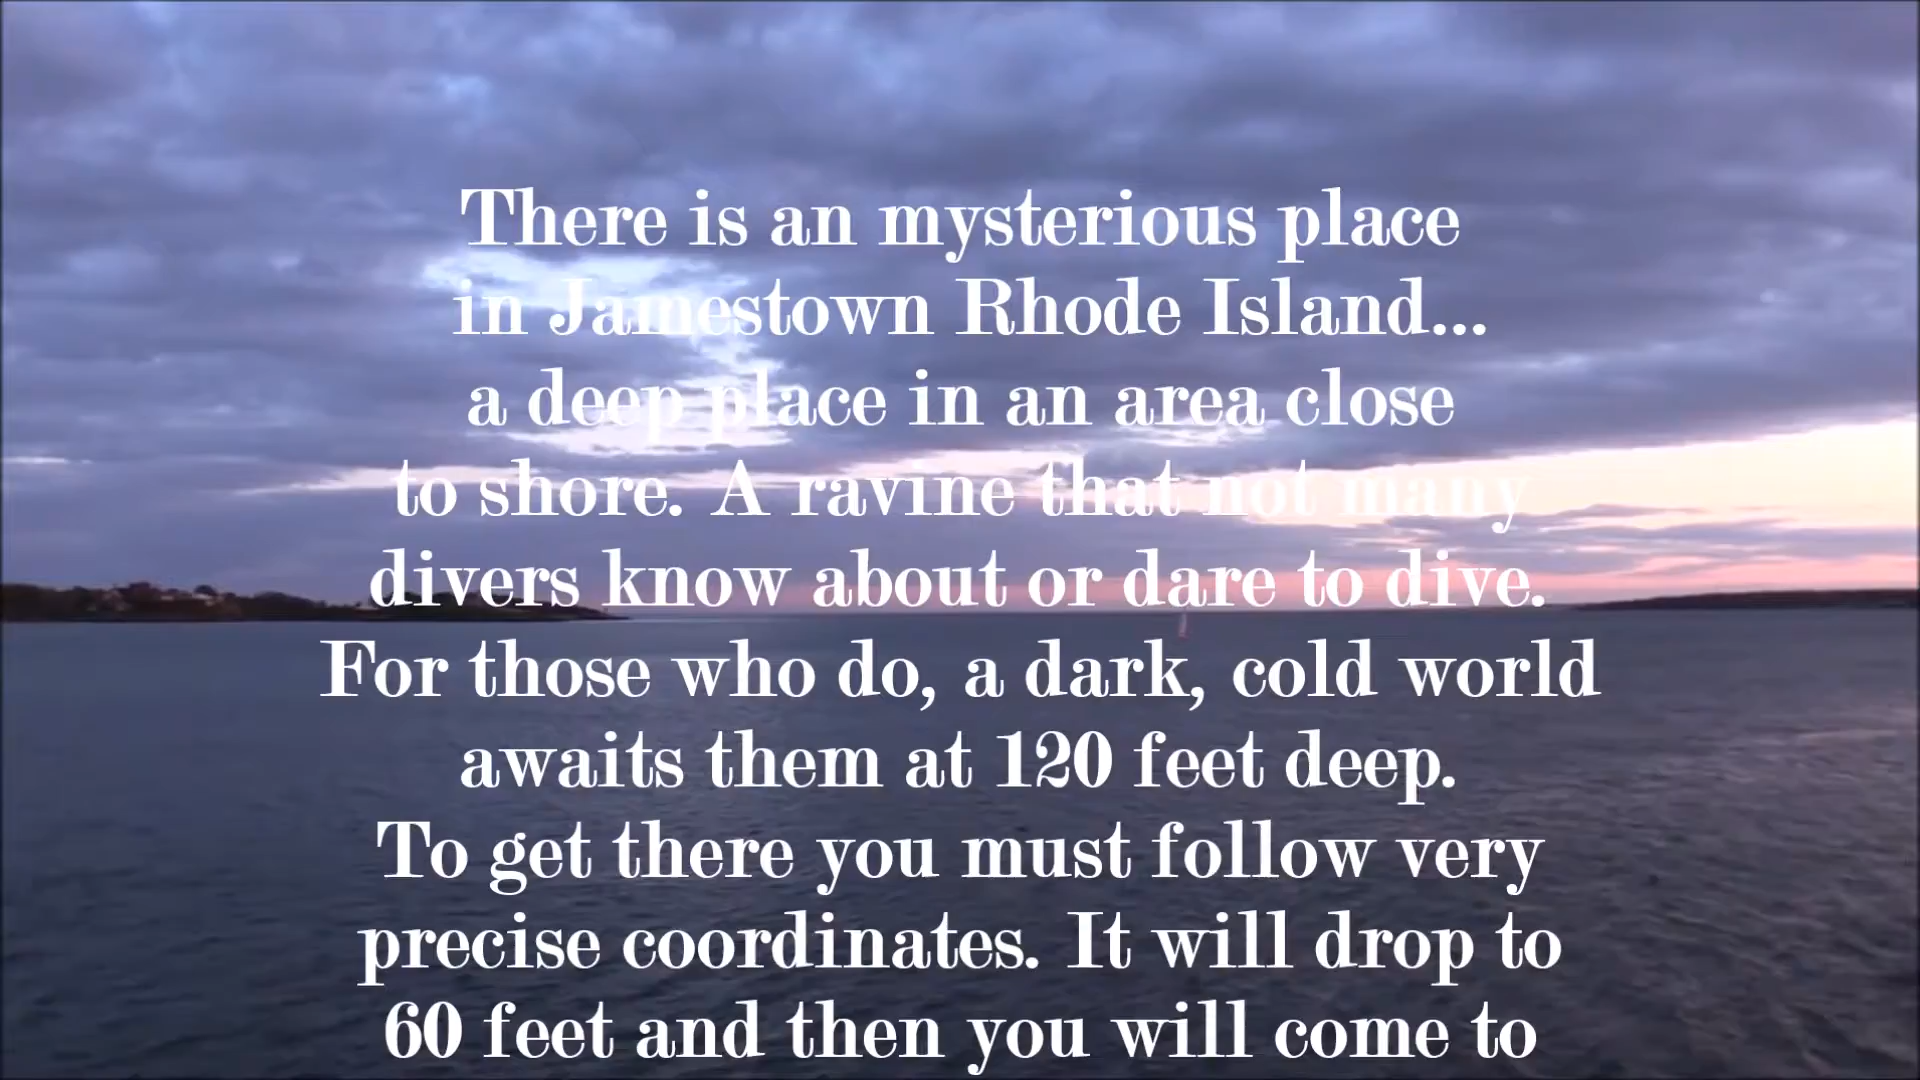 There is an mysterious place
in Jamestown Rhode Island...
a deep place in an area close
to shore. A ravine that not many
divers know about or dare to dive.
For those who do, a dark, cold world
awaits them at 120 feet deep.
To get there you must follow very
precise coordinates. It will drop to
60 feet and then you will come to